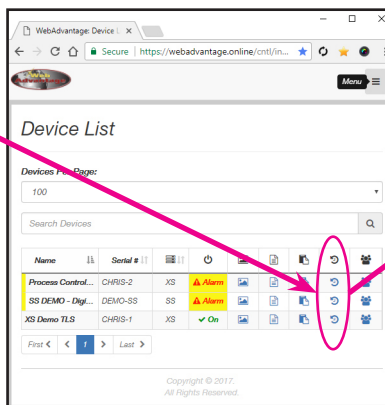 WebAdvantage: Device L
Secure https://webadvantage.online/cntl/in...
Menu
Device List
Devices Per Page:
100
Search Devices
Name Serial #
Process Control... CHRIS-2 XS Alarm
SS DEMO - Digi... DEMO-SS SS Alarm
XS Demo TLS CHRIS-1 XS On
First 1 Last
Copyright © 2017.
All Rights Reserved.